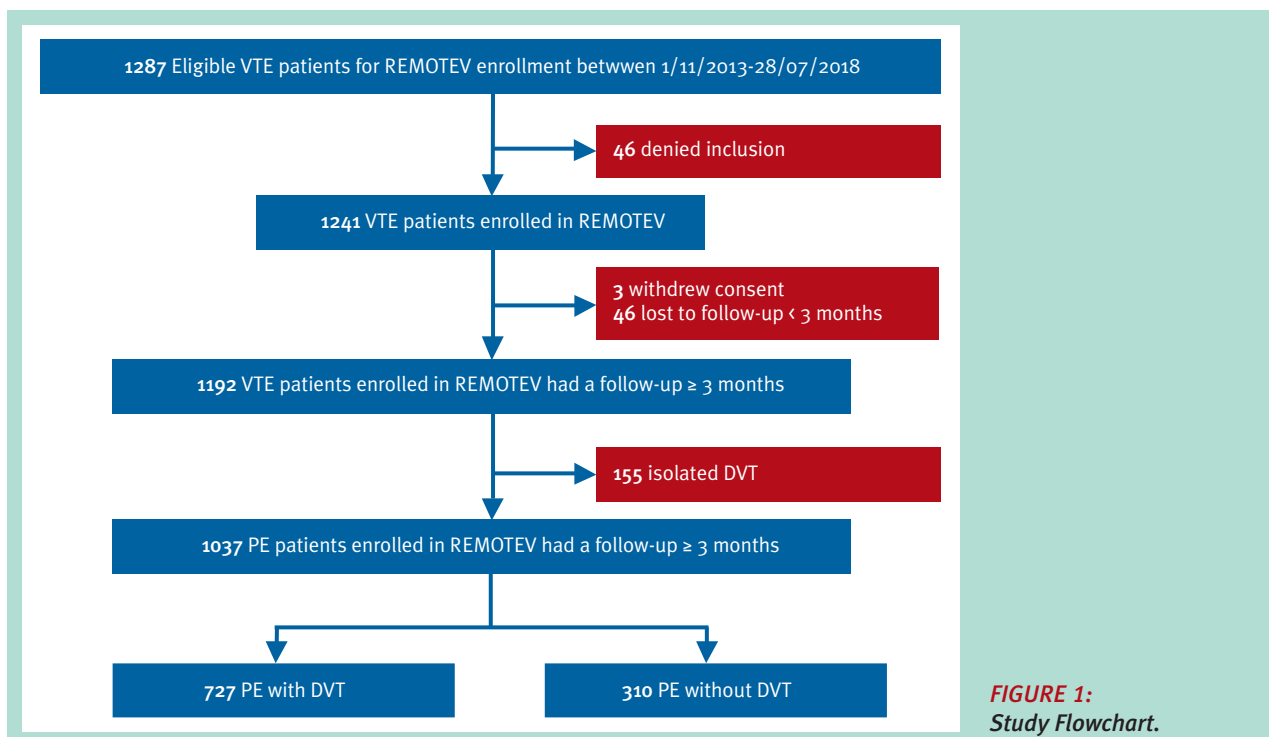 1287 Eligible VTE patients for REMOTEV enrollment betwwen 1/11/2013-28/07/2018
46 denied inclusion
1241 VTE patients enrolled in REMOTEV
3 withdrew consent
46 lost to follow-up < 3 months
1192 VTE patients enrolled in REMOTEV had a follow-up ≥ 3 months
155 isolated DVT
1037 PE patients enrolled in REMOTEV had a follow-up ≥ 3 months
727 PE with DVT
310 PE without DVT
FIGURE 1:
Study Flowchart.